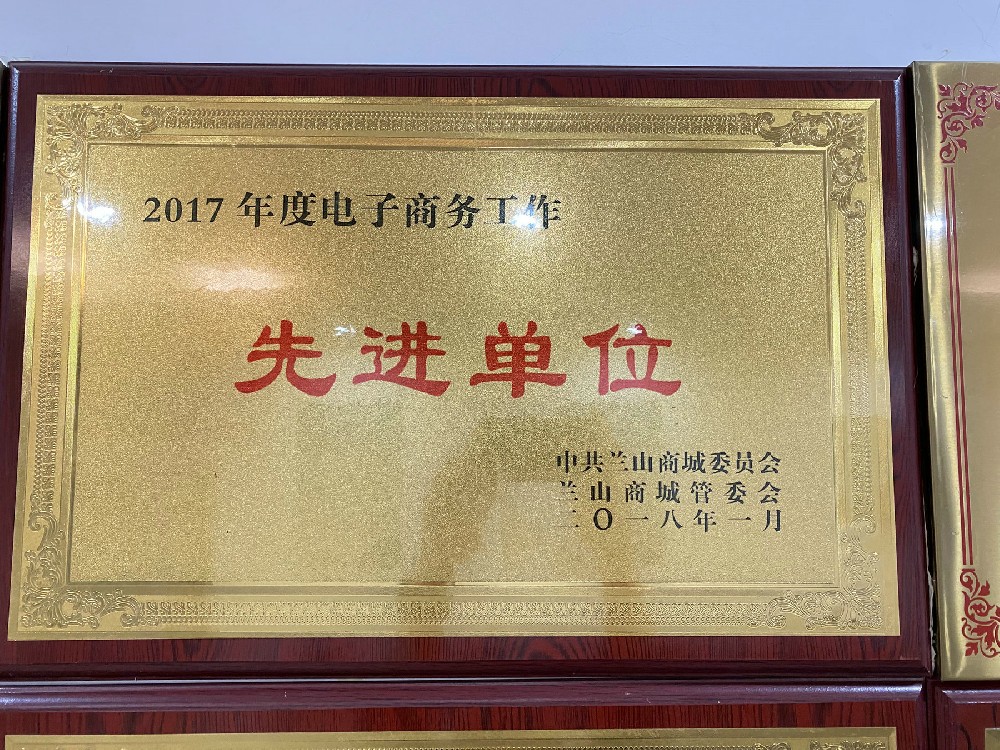 2017 年度电子商务工作
先进单位
中共兰山商城委员会
兰山商城管委会
二〇一八年一月